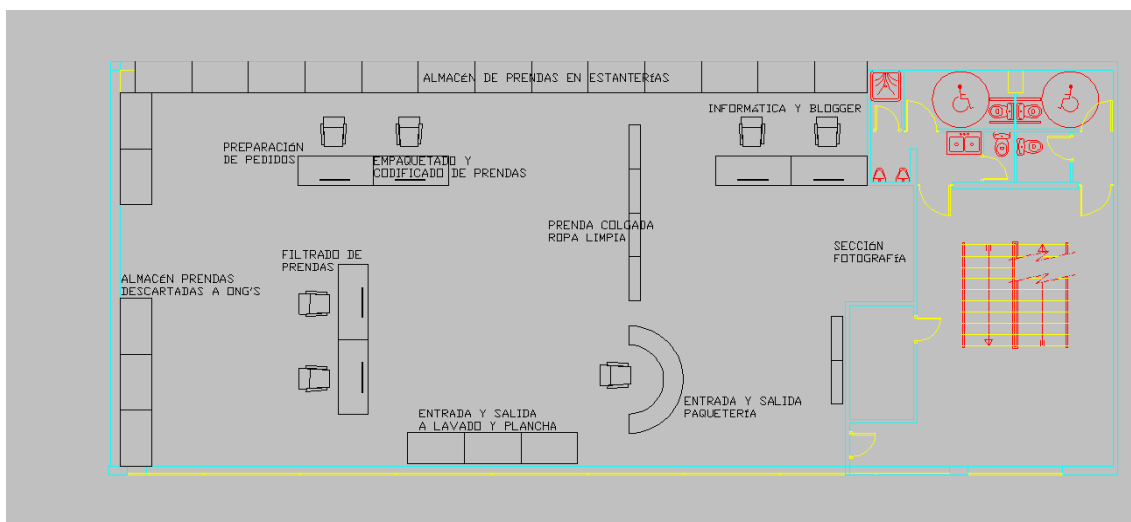 ALMACéN DE PRENDAS EN ESTANTERíAS
INFORMáTICA Y BLOGGER
PREPARACIóN
DE PEDIDOS
EMPAQUETADO Y
CODIFICADO DE PRENDAS
PRENDA COLGADA
ROPA LIMPIA
SECCIóN
FOTOGRAFíA
FILTRADO DE
PRENDAS
ALMACéN PRENDAS
DESCARTADAS A ONG'S
ENTRADA Y SALIDA
PAQUETERíA
ENTRADA Y SALIDA
A LAVADO Y PLANCHA